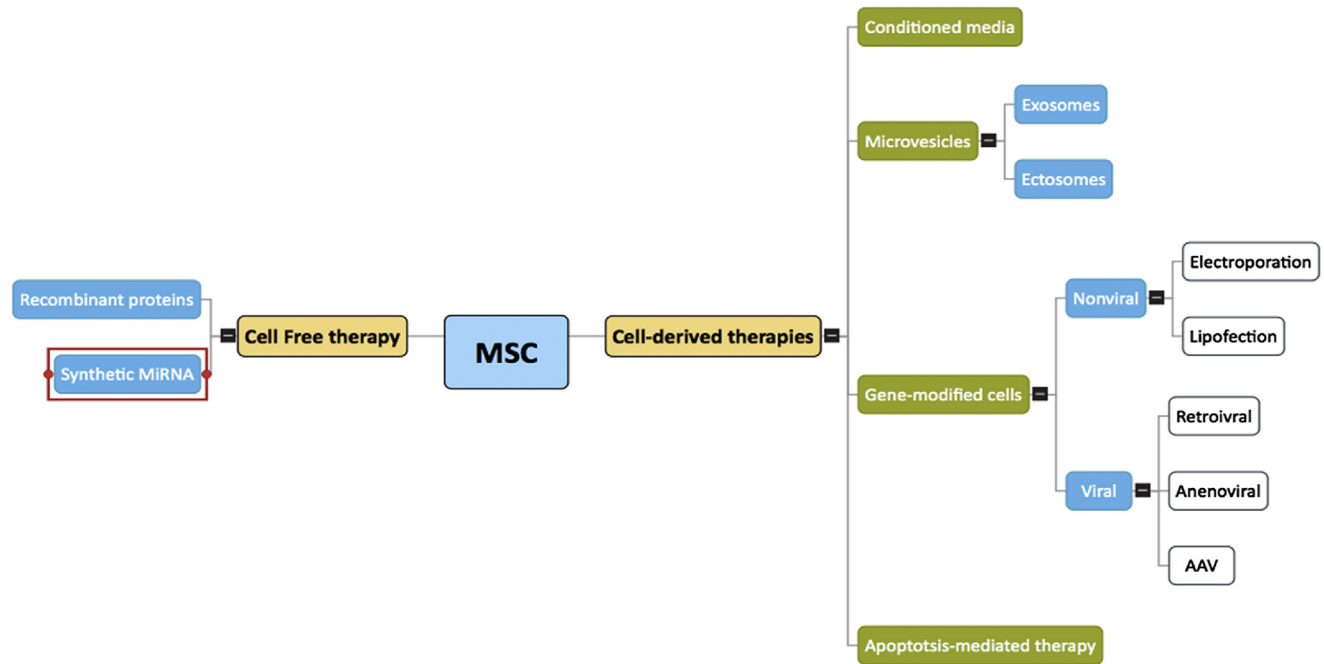 Conditioned media
Exosomes
Microvesicles
Ectosomes
Electroporation
Recombinant proteins
Nonviral
Cell Free therapy
MSC
Cell-derived therapies
Lipofection
Synthetic MiRNA
Gene-modified cells
Retroivral
Viral
Anenoviral
AAV
Apoptotsis-mediated therapy